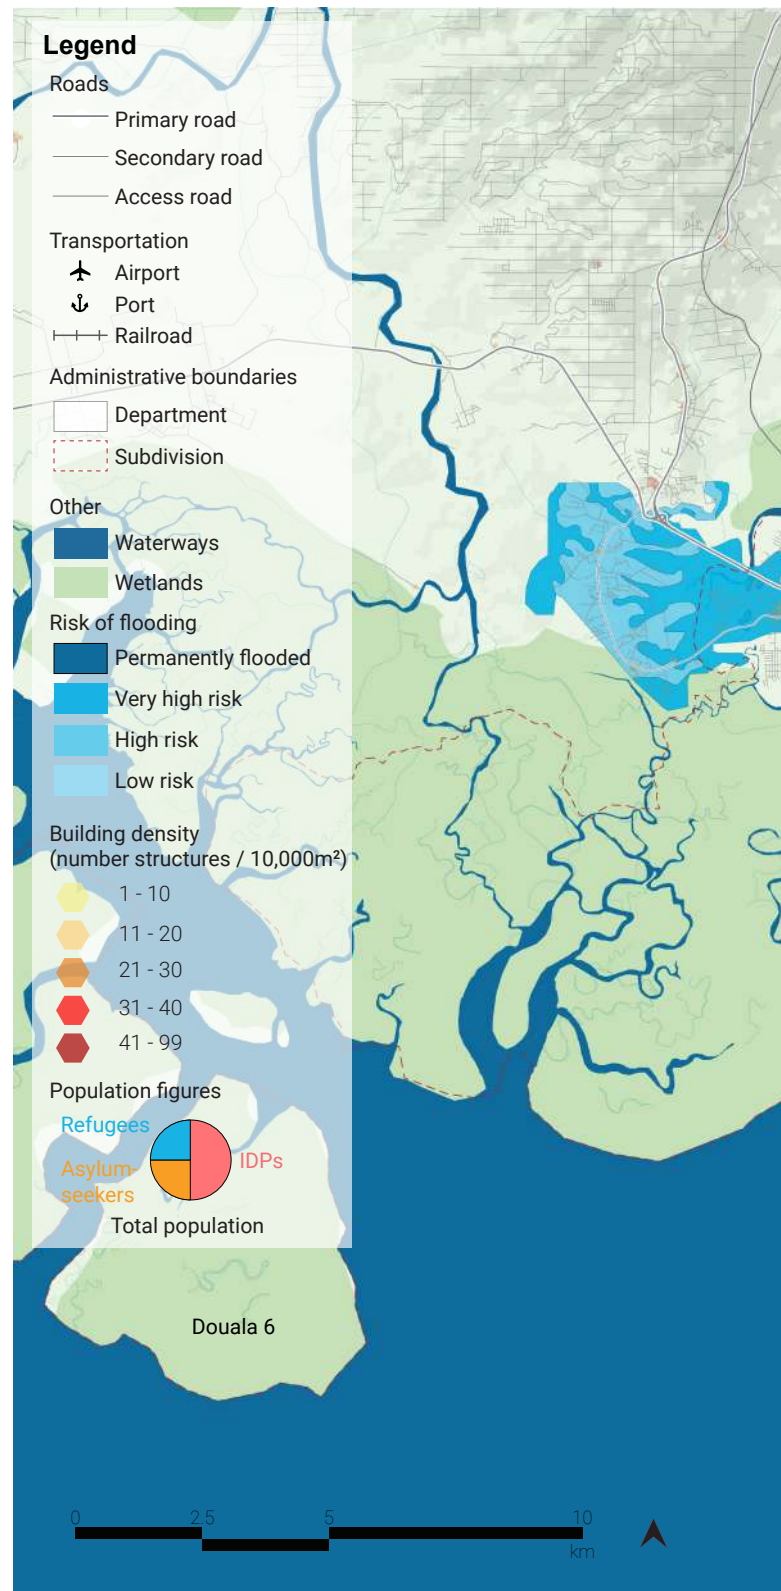 Legend
Roads
Primary road
Secondary road
Access road
Transportation
Airport
Port
Railroad
Administrative boundaries
Department
Subdivision
Other
Waterways
Wetlands
Risk of flooding
Permanently flooded
Very high risk
High risk
Low risk
Building density
(number structures / 10,000m²)
1 - 10
11 - 20
21 - 30
31 - 40
41 - 99
Population figures
Refugees
IDPs
Asylum-
seekers
Total population
Douala 6
0 2.5 5 10
km